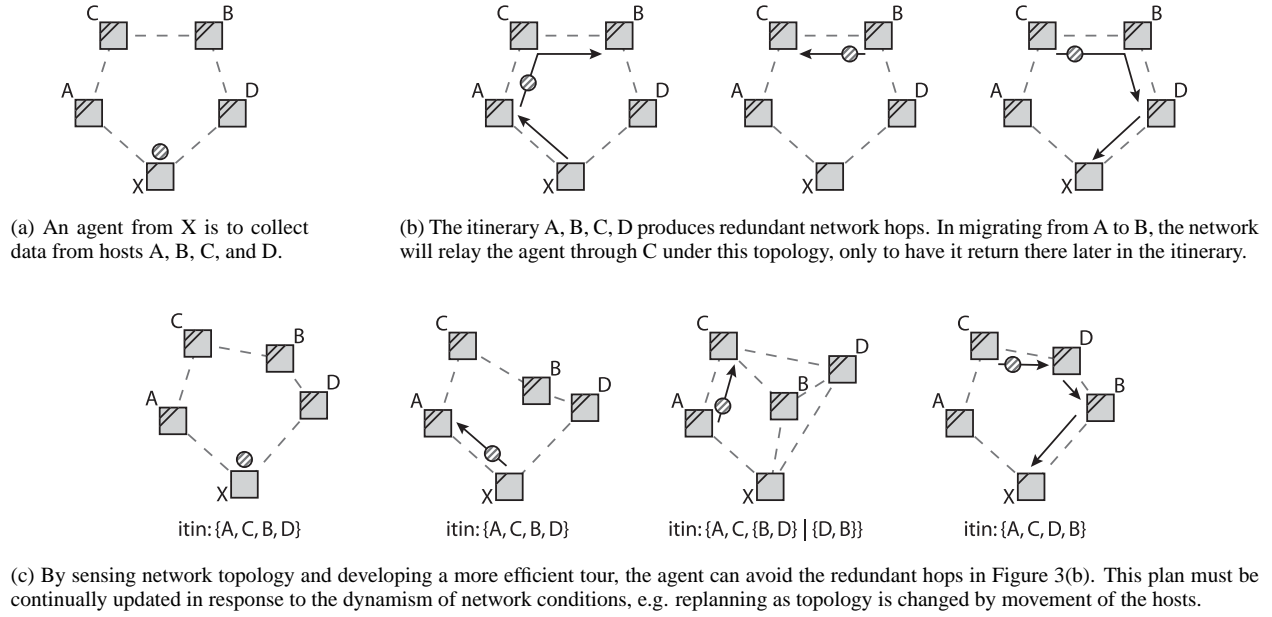 C B
A D
X
C B
A D
X
C B
A D
X
C B
A D
X
(a) An agent from X is to collect
data from hosts A, B, C, and D.
(b) The itinerary A, B, C, D produces redundant network hops. In migrating from A to B, the network
will relay the agent through C under this topology, only to have it return there later in the itinerary.
C B
A D
X
itin: {A, C, B, D}
C B
A D
X
itin: {A, C, B, D}
C D
A B
X
itin: {A, C, {B, D} | {D, B}}
C D
A B
X
itin: {A, C, D, B}
(c) By sensing network topology and developing a more efficient tour, the agent can avoid the redundant hops in Figure 3(b). This plan must be
continually updated in response to the dynamism of network conditions, e.g. replanning as topology is changed by movement of the hosts.